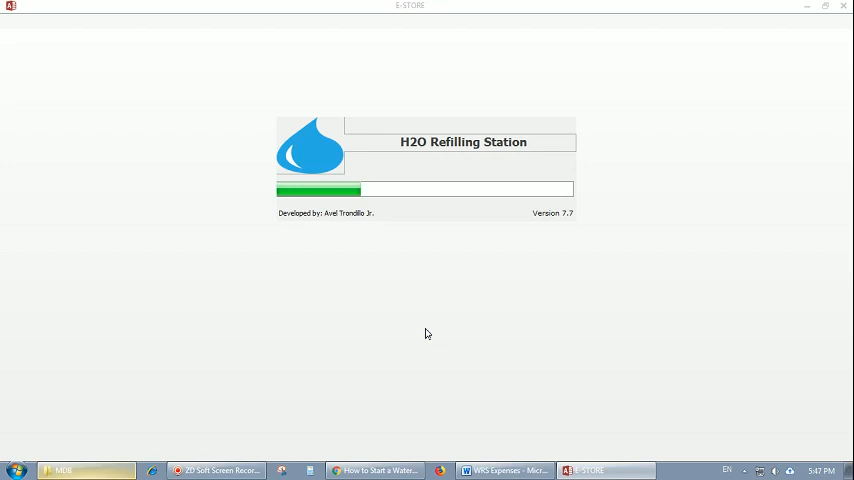 E-STORE
H2O Refilling Station
Developed by: Avel Trondillo Jr.
Version 7.7
MDB
ZD Soft Screen Recor...
How to Start a Water...
WRS Expenses - Micr...
E-STORE
EN
5:47 PM